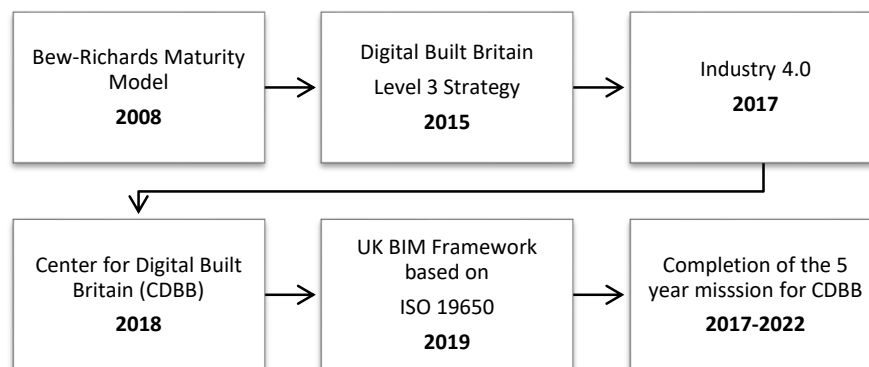 Bew-Richards Maturity
Model
2008
Digital Built Britain
Level 3 Strategy
2015
Industry 4.0
2017
Center for Digital Built
Britain (CDBB)
2018
UK BIM Framework
based on
ISO 19650
2019
Completion of the 5
year misssion for CDBB
2017-2022